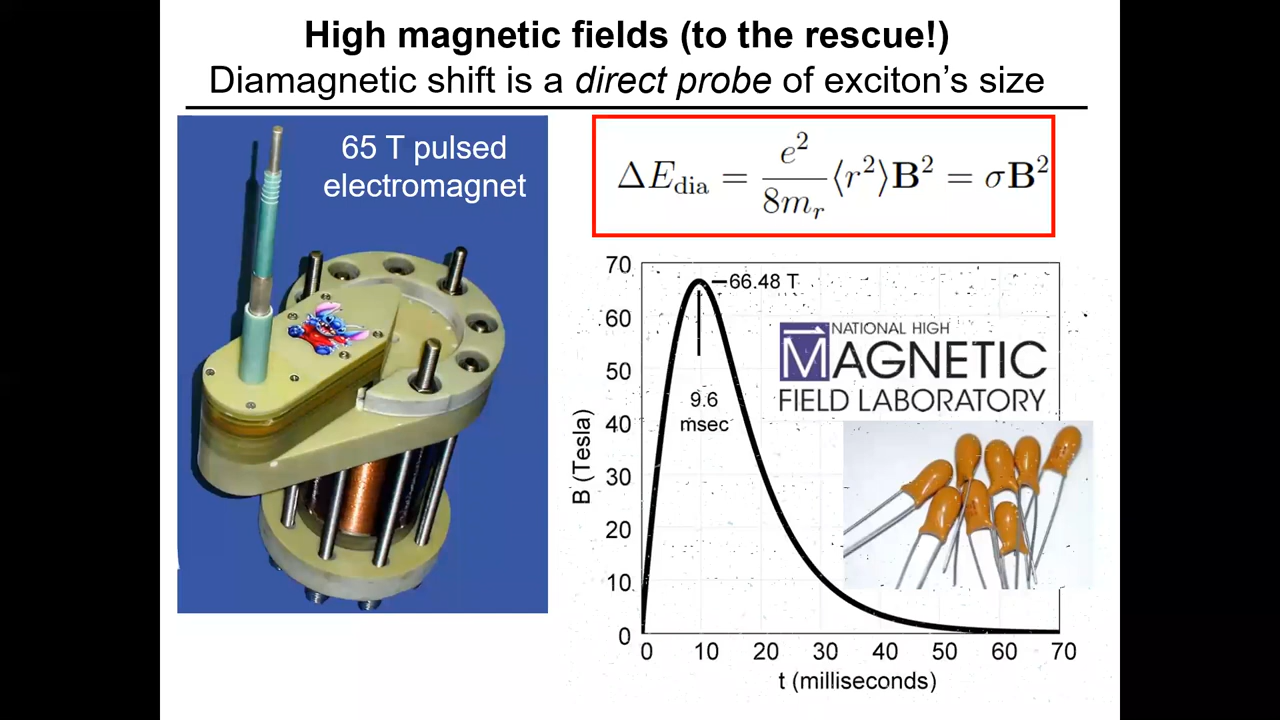 High magnetic fields (to the rescue!)
Diamagnetic shift is a direct probe of exciton's size
65 T pulsed
electromagnet
ΔE_dia = e²/8m_r ⟨r²⟩B² = σB²
70
60
50
40
30
20
10
0
B (Tesla)
66.48 T
9.6
msec
NATIONAL HIGH
MAGNETIC
FIELD LABORATORY
0 10 20 30 40 50 60 70
t (milliseconds)